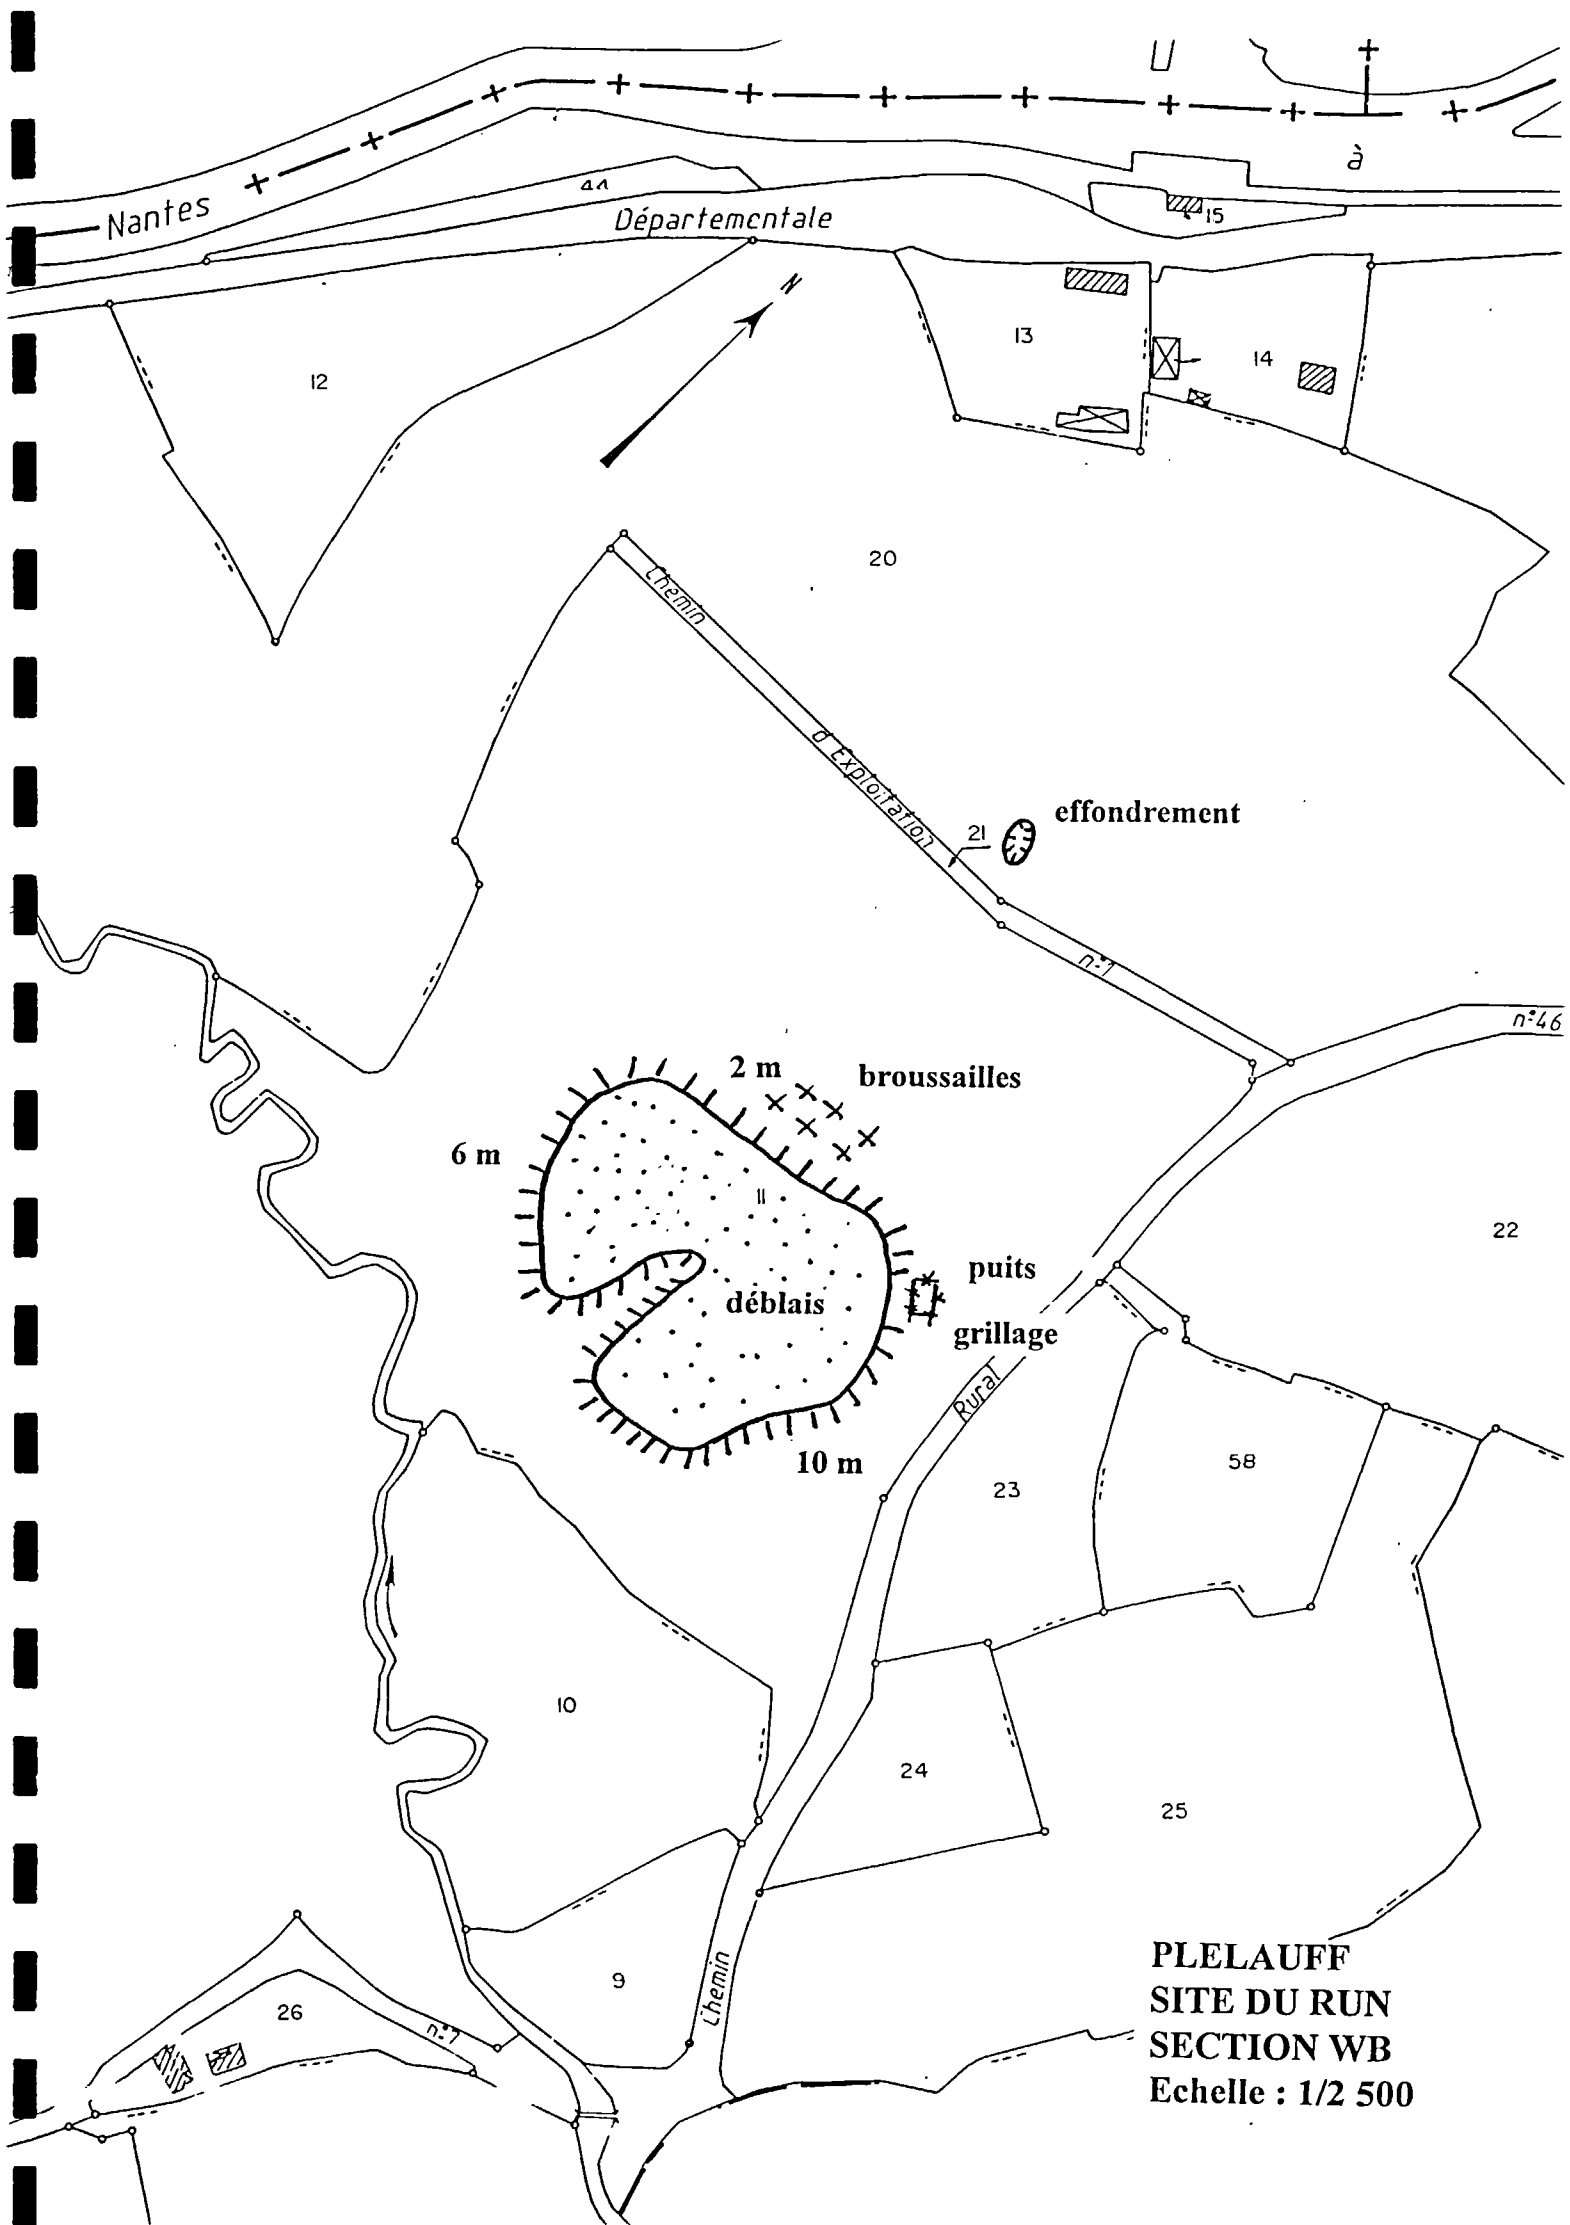 à
Nantes
44
15
Départementale
N
13
14
12
20
Chemin
d'Exploitation
effondrement
21
n°1
n°46
2 m
broussailles
6 m
11
22
puits
déblais
grillage
Rural
10 m
58
23
10
24
25
9
Chemin
26
n°7
PLELAUFF
SITE DU RUN
SECTION WB
Echelle : 1/2 500